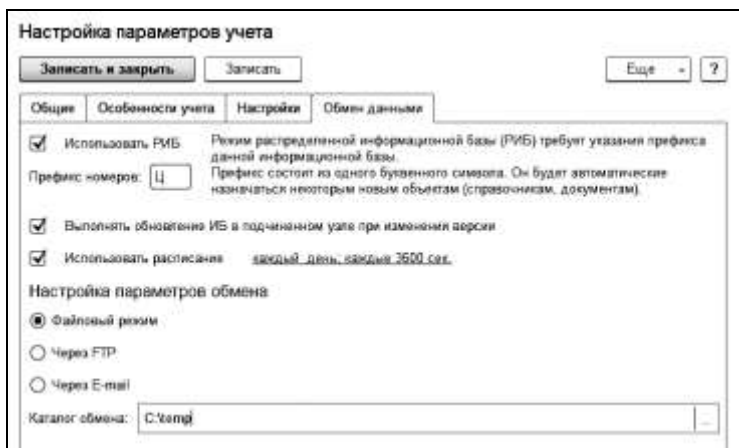 Настройка параметров учета
Записать и закрыть Записать Еще ?
Общие Особенности учета Настройки Обмен данными
Использовать РИБ Режим распределенной информационной базы (РИБ) требует указания префикса
данной информационной базы.
Префикс номеров: Ц Префикс состоит из одного буквенного символа. Он будет автоматические
назначаться некоторым новым объектам (справочникам, документам).
Выполнять обновление ИБ в подчиненном узле при изменении версии
Использовать расписание каждый день; каждые 3600 сек.
Настройка параметров обмена
Файловый режим
Через FTP
Через E-mail
Каталог обмена: C:\temp ...